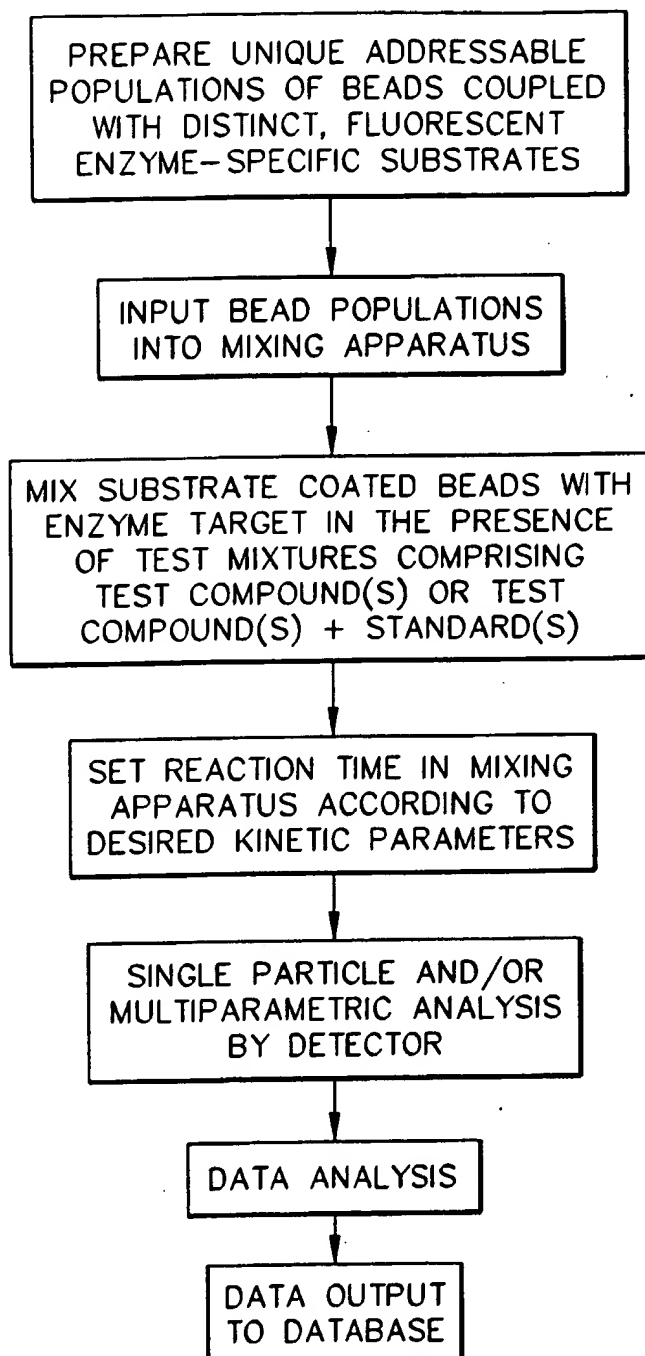 PREPARE UNIQUE ADDRESSABLE
POPULATIONS OF BEADS COUPLED
WITH DISTINCT, FLUORESCENT
ENZYME-SPECIFIC SUBSTRATES
INPUT BEAD POPULATIONS
INTO MIXING APPARATUS
MIX SUBSTRATE COATED BEADS WITH
ENZYME TARGET IN THE PRESENCE
OF TEST MIXTURES COMPRISING
TEST COMPOUND(S) OR TEST
COMPOUND(S) + STANDARD(S)
SET REACTION TIME IN MIXING
APPARATUS ACCORDING TO
DESIRED KINETIC PARAMETERS
SINGLE PARTICLE AND/OR
MULTIPARAMETRIC ANALYSIS
BY DETECTOR
DATA ANALYSIS
DATA OUTPUT
TO DATABASE